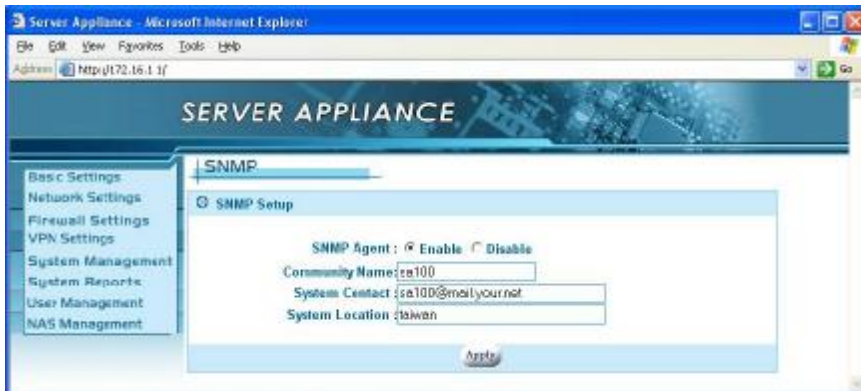 Server Appliance - Microsoft Internet Explorer
File Edit View Favorites Tools Help
Address http://172.16.1.1/ Go
SERVER APPLIANCE
SNMP
Basic Settings
Network Settings
Firewall Settings
VPN Settings
System Management
System Reports
User Management
NAS Management
SNMP Setup
SNMP Agent : Enable Disable
Community Name: sa100
System Contact : sa100@mail.your.net
System Location : taiwan
Apply